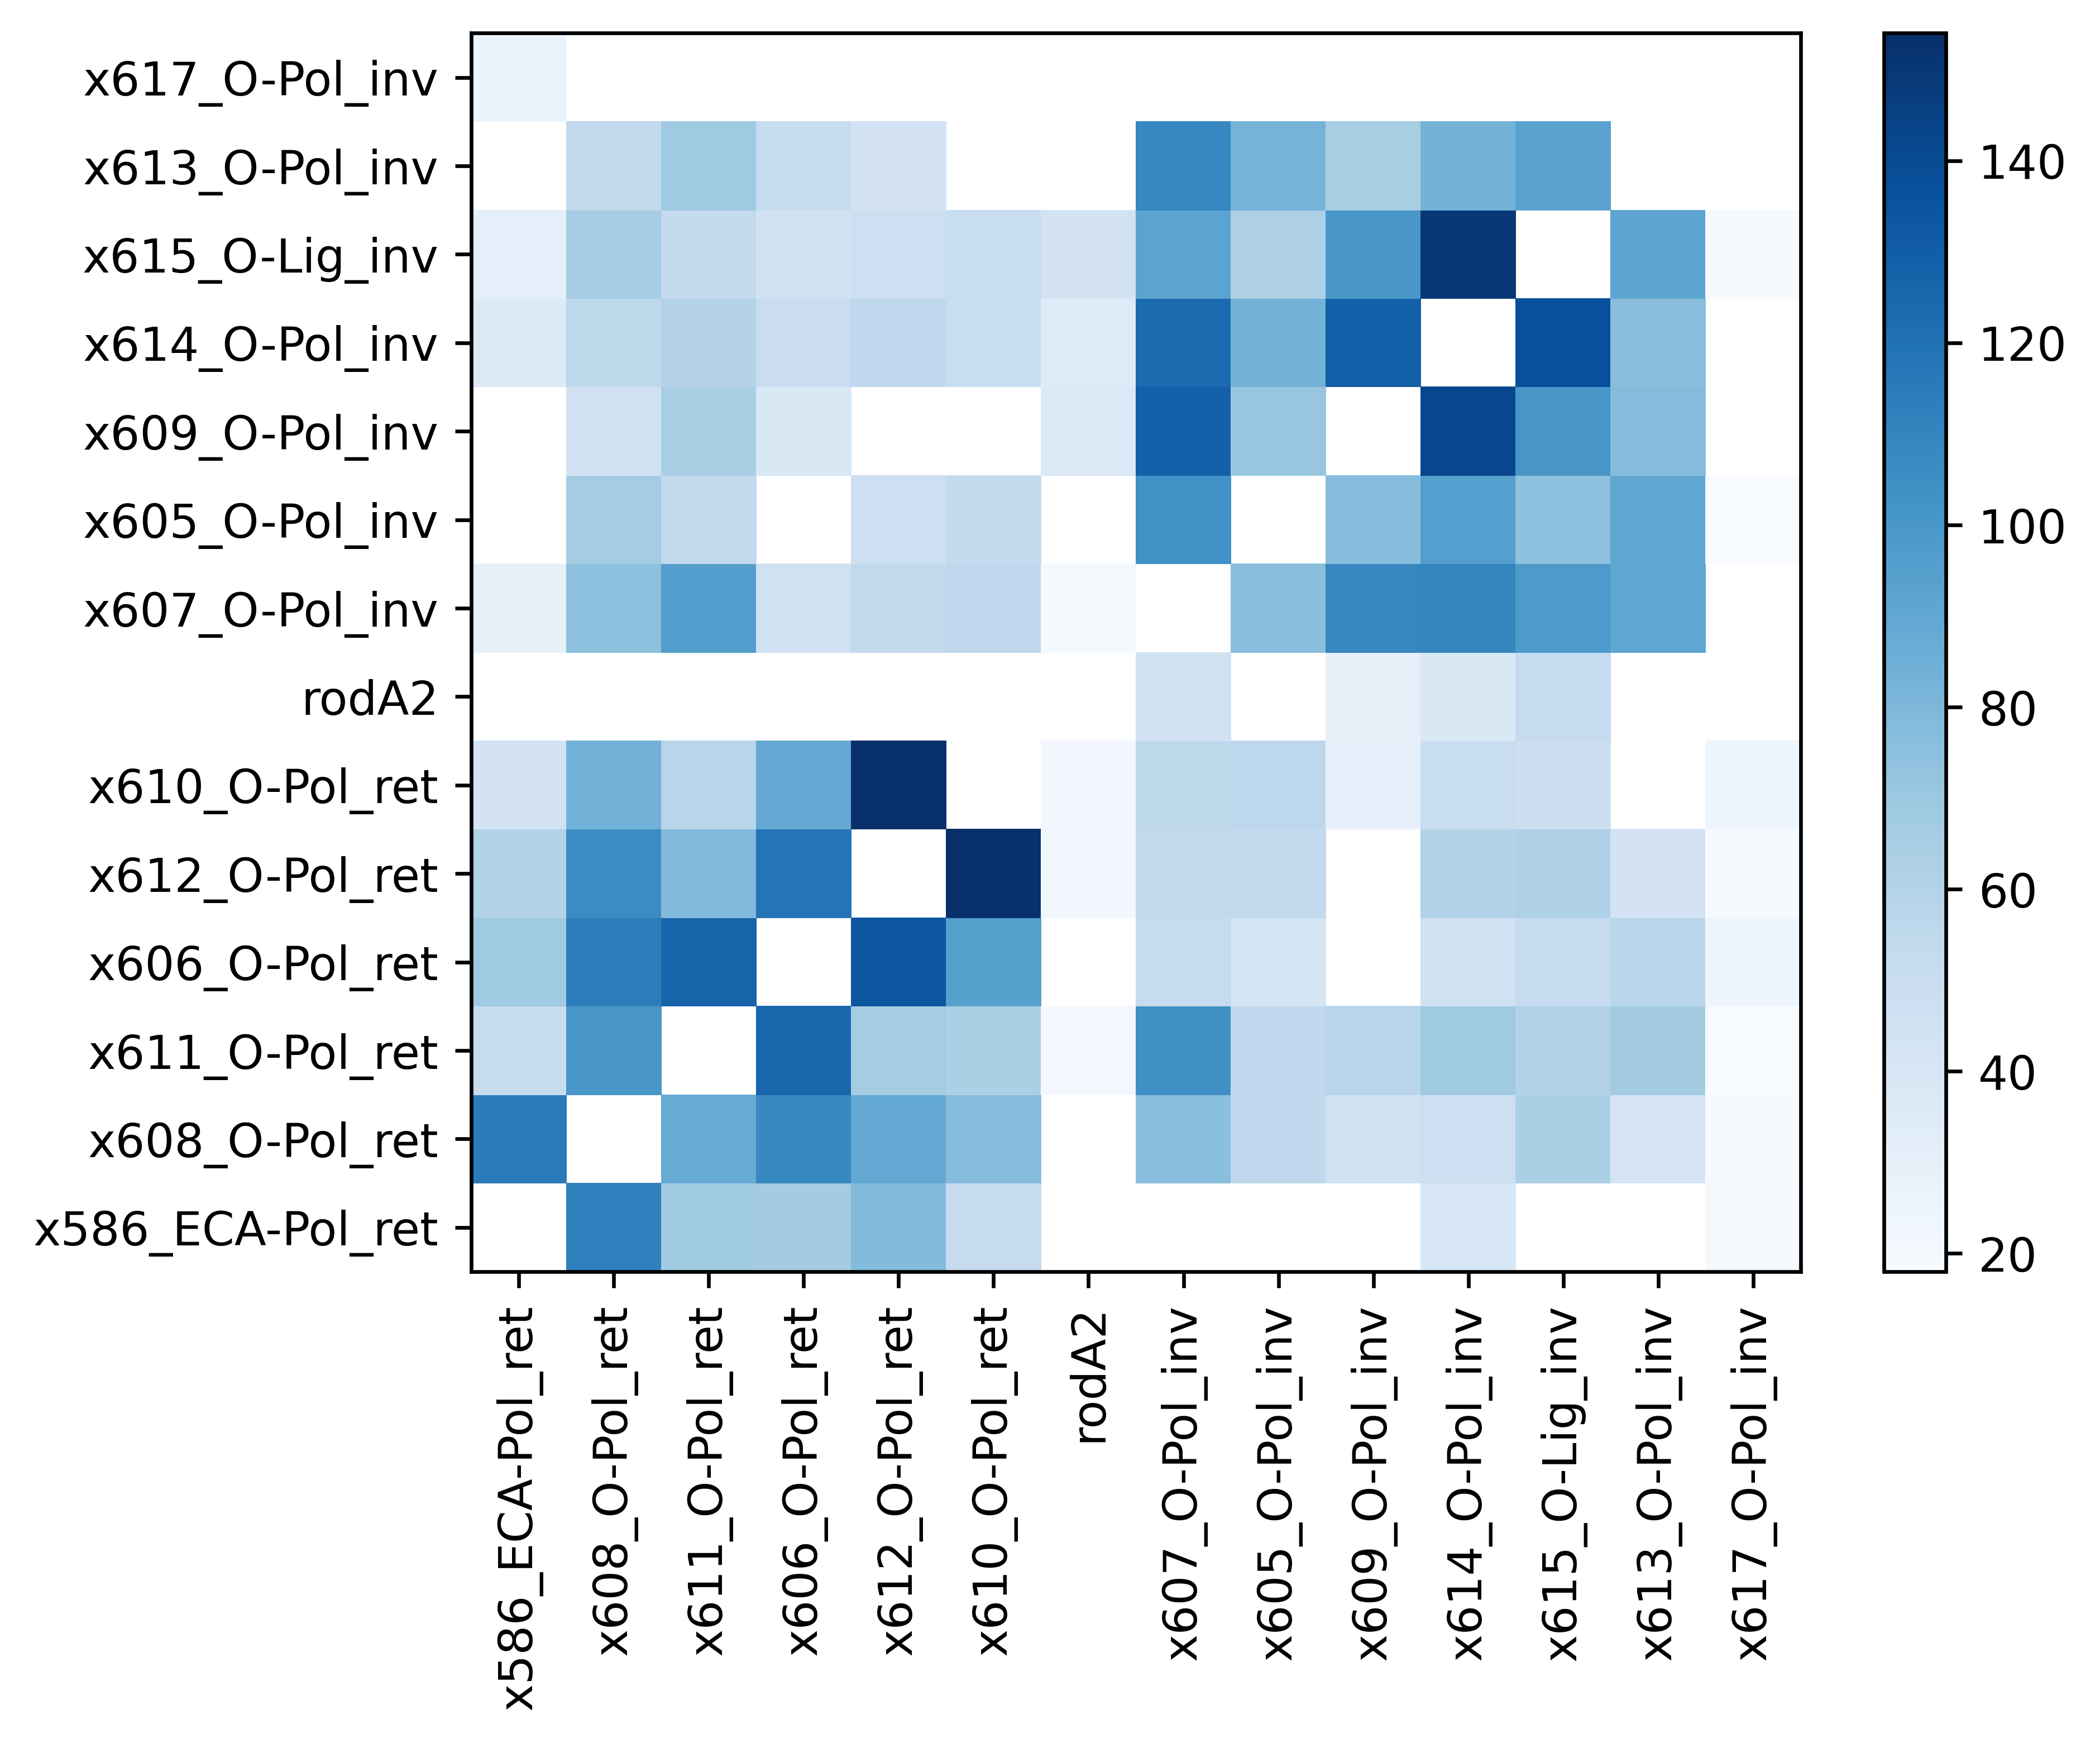 x617_O-Pol_inv
x613_O-Pol_inv
x615_O-Lig_inv
x614_O-Pol_inv
x609_O-Pol_inv
x605_O-Pol_inv
x607_O-Pol_inv
rodA2
x610_O-Pol_ret
x612_O-Pol_ret
x606_O-Pol_ret
x611_O-Pol_ret
x608_O-Pol_ret
x586_ECA-Pol_ret
x586_ECA-Pol_ret
x608_O-Pol_ret
x611_O-Pol_ret
x606_O-Pol_ret
x612_O-Pol_ret
x610_O-Pol_ret
rodA2
x607_O-Pol_inv
x605_O-Pol_inv
x609_O-Pol_inv
x614_O-Pol_inv
x615_O-Lig_inv
x613_O-Pol_inv
x617_O-Pol_inv
140
120
100
80
60
40
20